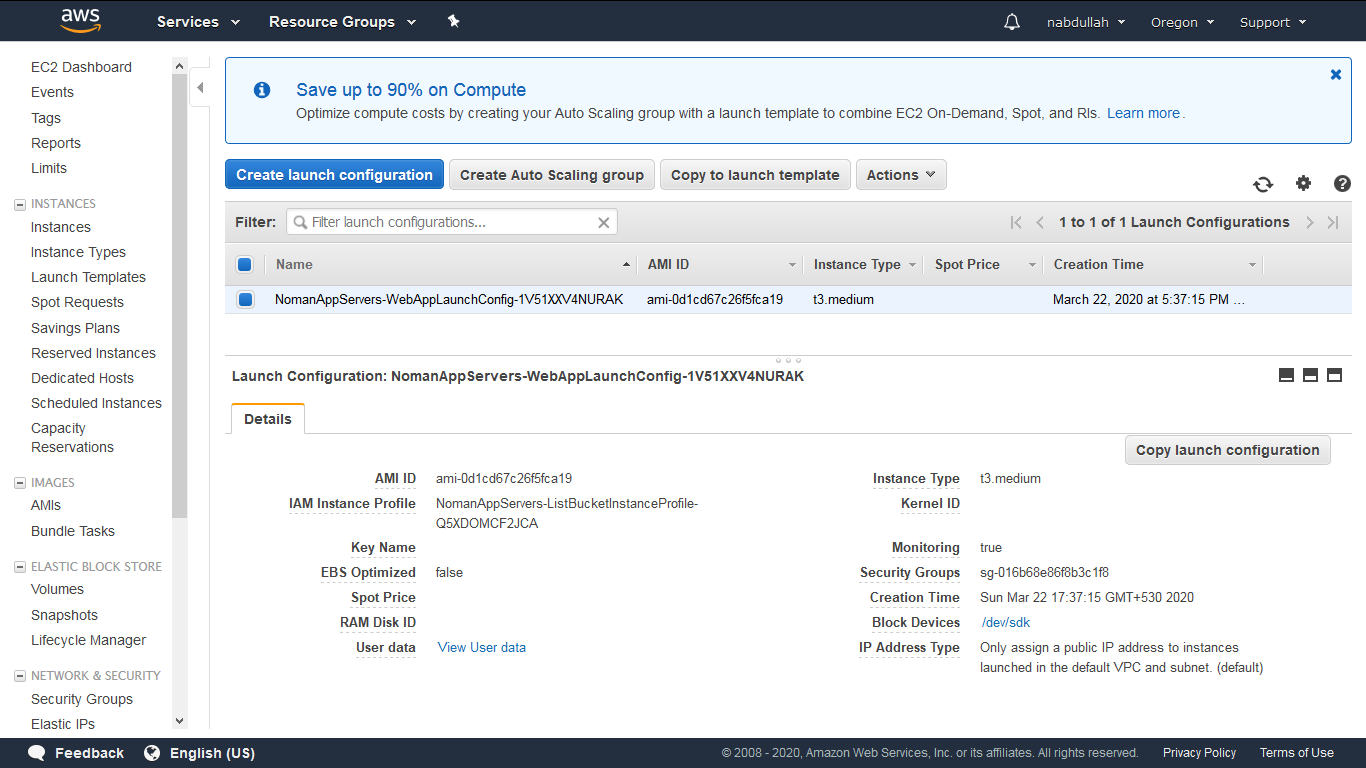 aws Services Resource Groups nabdullah Oregon Support
EC2 Dashboard
Events
Tags
Reports
Limits
INSTANCES
Instances
Instance Types
Launch Templates
Spot Requests
Savings Plans
Reserved Instances
Dedicated Hosts
Scheduled Instances
Capacity
Reservations
IMAGES
AMIs
Bundle Tasks
ELASTIC BLOCK STORE
Volumes
Snapshots
Lifecycle Manager
NETWORK & SECURITY
Security Groups
Elastic IPs
Save up to 90% on Compute
Optimize compute costs by creating your Auto Scaling group with a launch template to combine EC2 On-Demand, Spot, and RIs. Learn more.
Create launch configuration Create Auto Scaling group Copy to launch template Actions
Filter: Filter launch configurations... 1 to 1 of 1 Launch Configurations
Name AMI ID Instance Type Spot Price Creation Time
NomanAppServers-WebAppLaunchConfig-1V51XXV4NURAK ami-0d1cd67c26f5fca19 t3.medium March 22, 2020 at 5:37:15 PM ...
Launch Configuration: NomanAppServers-WebAppLaunchConfig-1V51XXV4NURAK
Details
Copy launch configuration
AMI ID ami-0d1cd67c26f5fca19 Instance Type t3.medium
IAM Instance Profile NomanAppServers-ListBucketInstanceProfile- Kernel ID
Q5XDOMCF2JCA
Key Name Monitoring true
EBS Optimized false Security Groups sg-016b68e86f8b3c1f8
Spot Price Creation Time Sun Mar 22 17:37:15 GMT+530 2020
RAM Disk ID Block Devices /dev/sdk
User data View User data IP Address Type Only assign a public IP address to instances
launched in the default VPC and subnet. (default)
Feedback English (US) © 2008 - 2020, Amazon Web Services, Inc. or its affiliates. All rights reserved. Privacy Policy Terms of Use